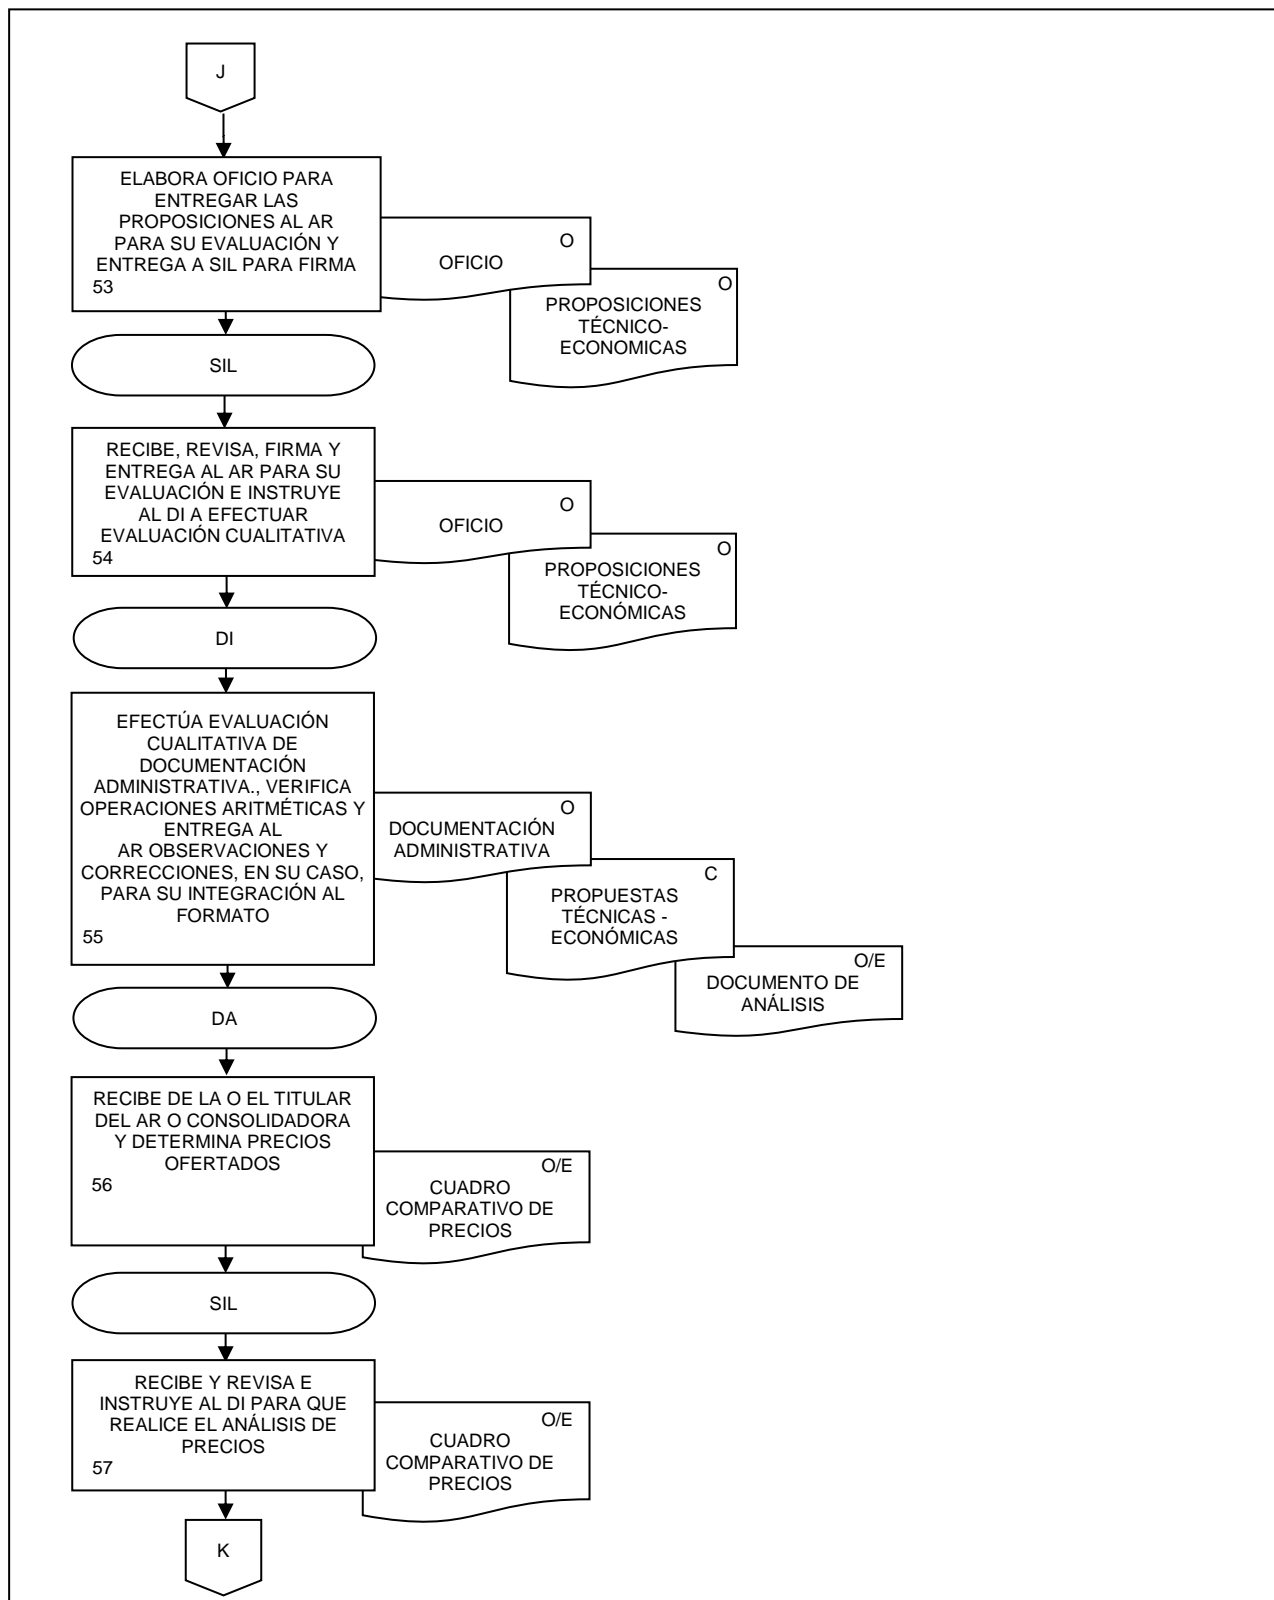 J
ELABORA OFICIO PARA
ENTREGAR LAS
PROPOSICIONES AL AR
PARA SU EVALUACIÓN Y
ENTREGA A SIL PARA FIRMA
53
O
OFICIO
O
PROPOSICIONES
TÉCNICO-
ECONOMICAS
SIL
RECIBE, REVISA, FIRMA Y
ENTREGA AL AR PARA SU
EVALUACIÓN E INSTRUYE
AL DI A EFECTUAR
EVALUACIÓN CUALITATIVA
54
O
OFICIO
O
PROPOSICIONES
TÉCNICO-
ECONÓMICAS
DI
EFECTÚA EVALUACIÓN
CUALITATIVA DE
DOCUMENTACIÓN
ADMINISTRATIVA., VERIFICA
OPERACIONES ARITMÉTICAS Y
ENTREGA AL
AR OBSERVACIONES Y
CORRECCIONES, EN SU CASO,
PARA SU INTEGRACIÓN AL
FORMATO
55
O
DOCUMENTACIÓN
ADMINISTRATIVA
C
PROPUESTAS
TÉCNICAS -
ECONÓMICAS
O/E
DOCUMENTO DE
ANÁLISIS
DA
RECIBE DE LA O EL TITULAR
DEL AR O CONSOLIDADORA
Y DETERMINA PRECIOS
OFERTADOS
56
O/E
CUADRO
COMPARATIVO DE
PRECIOS
SIL
RECIBE Y REVISA E
INSTRUYE AL DI PARA QUE
REALICE EL ANÁLISIS DE
PRECIOS
57
O/E
CUADRO
COMPARATIVO DE
PRECIOS
K